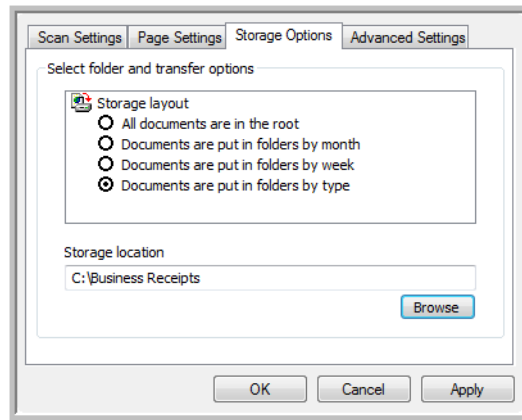 Scan Settings Page Settings Storage Options Advanced Settings
Select folder and transfer options
Storage layout
All documents are in the root
Documents are put in folders by month
Documents are put in folders by week
Documents are put in folders by type
Storage location
C:\Business Receipts
Browse
OK Cancel Apply